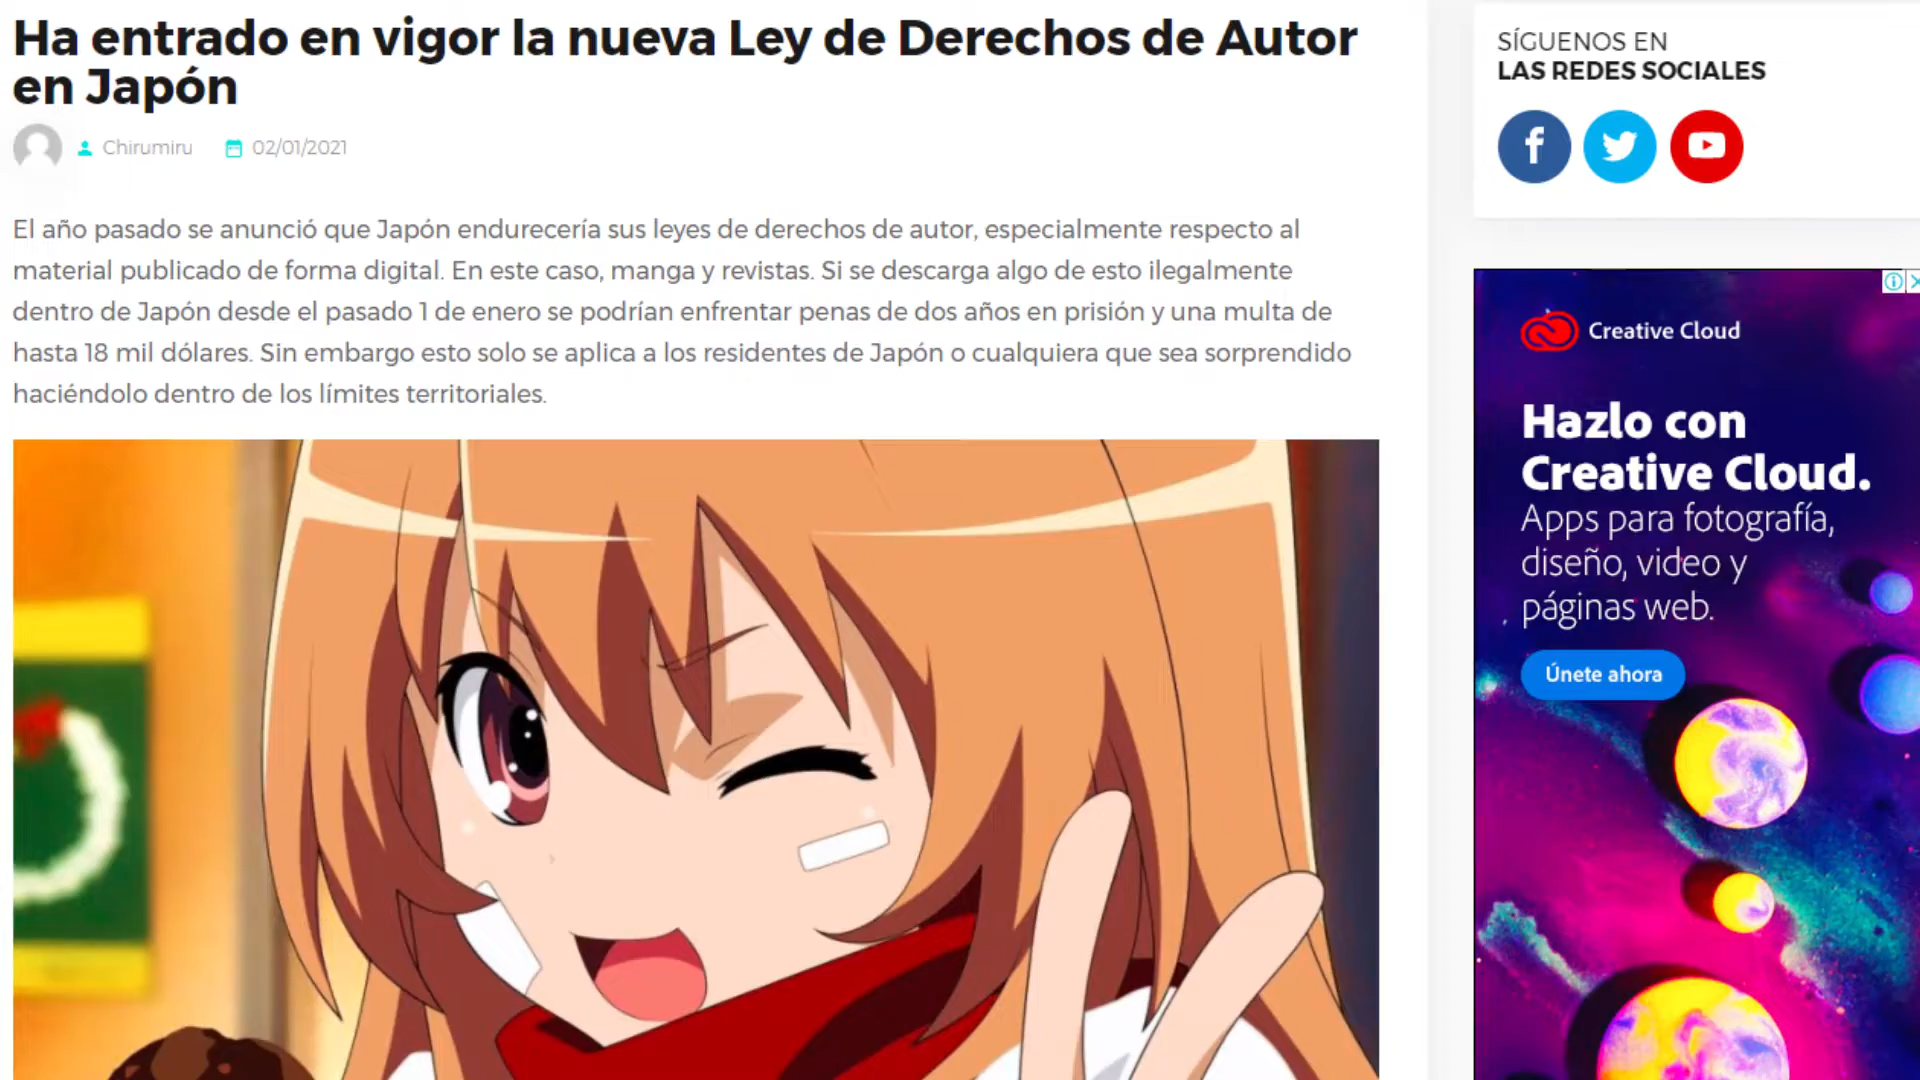 Ha entrado en vigor la nueva Ley de Derechos de Autor
en Japón
Chirumiru 02/01/2021
El año pasado se anunció que Japón endurecería sus leyes de derechos de autor, especialmente respecto al
material publicado de forma digital. En este caso, manga y revistas. Si se descarga algo de esto ilegalmente
dentro de Japón desde el pasado 1 de enero se podrían enfrentar penas de dos años en prisión y una multa de
hasta 18 mil dólares. Sin embargo esto solo se aplica a los residentes de Japón o cualquiera que sea sorprendido
haciéndolo dentro de los límites territoriales.
SÍGUENOS EN
LAS REDES SOCIALES
Creative Cloud
Hazlo con
Creative Cloud.
Apps para fotografía,
diseño, video y
páginas web.
Únete ahora